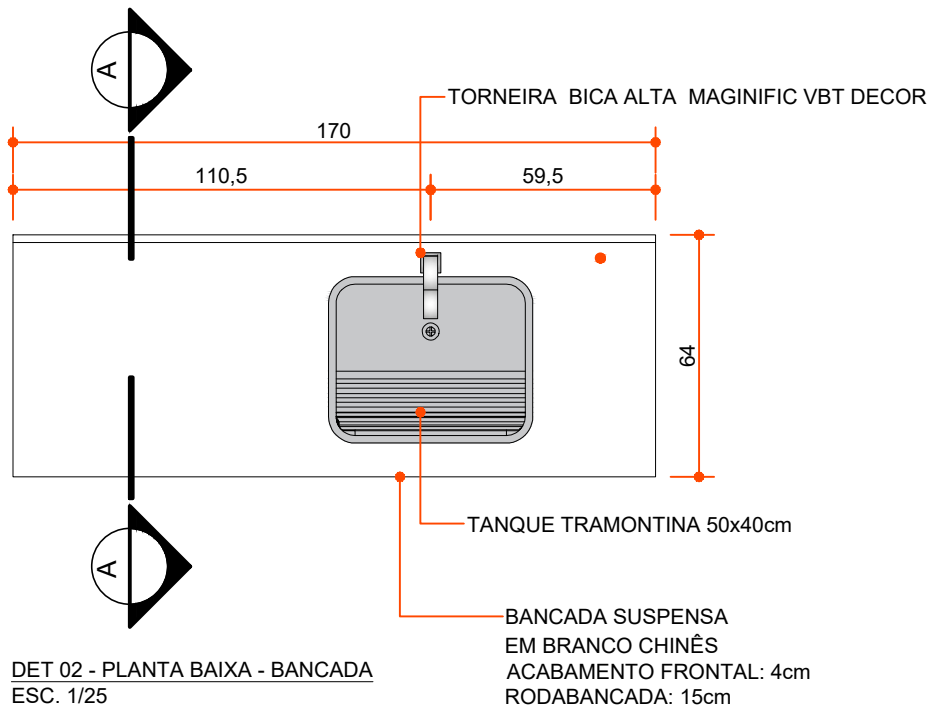 A
TORNEIRA BICA ALTA MAGINIFIC VBT DECOR
170
110,5
59,5
64
TANQUE TRAMONTINA 50x40cm
A
BANCADA SUSPENSA
EM BRANCO CHINÊS
ACABAMENTO FRONTAL: 4cm
RODABANCADA: 15cm
DET 02 - PLANTA BAIXA - BANCADA
ESC. 1/25